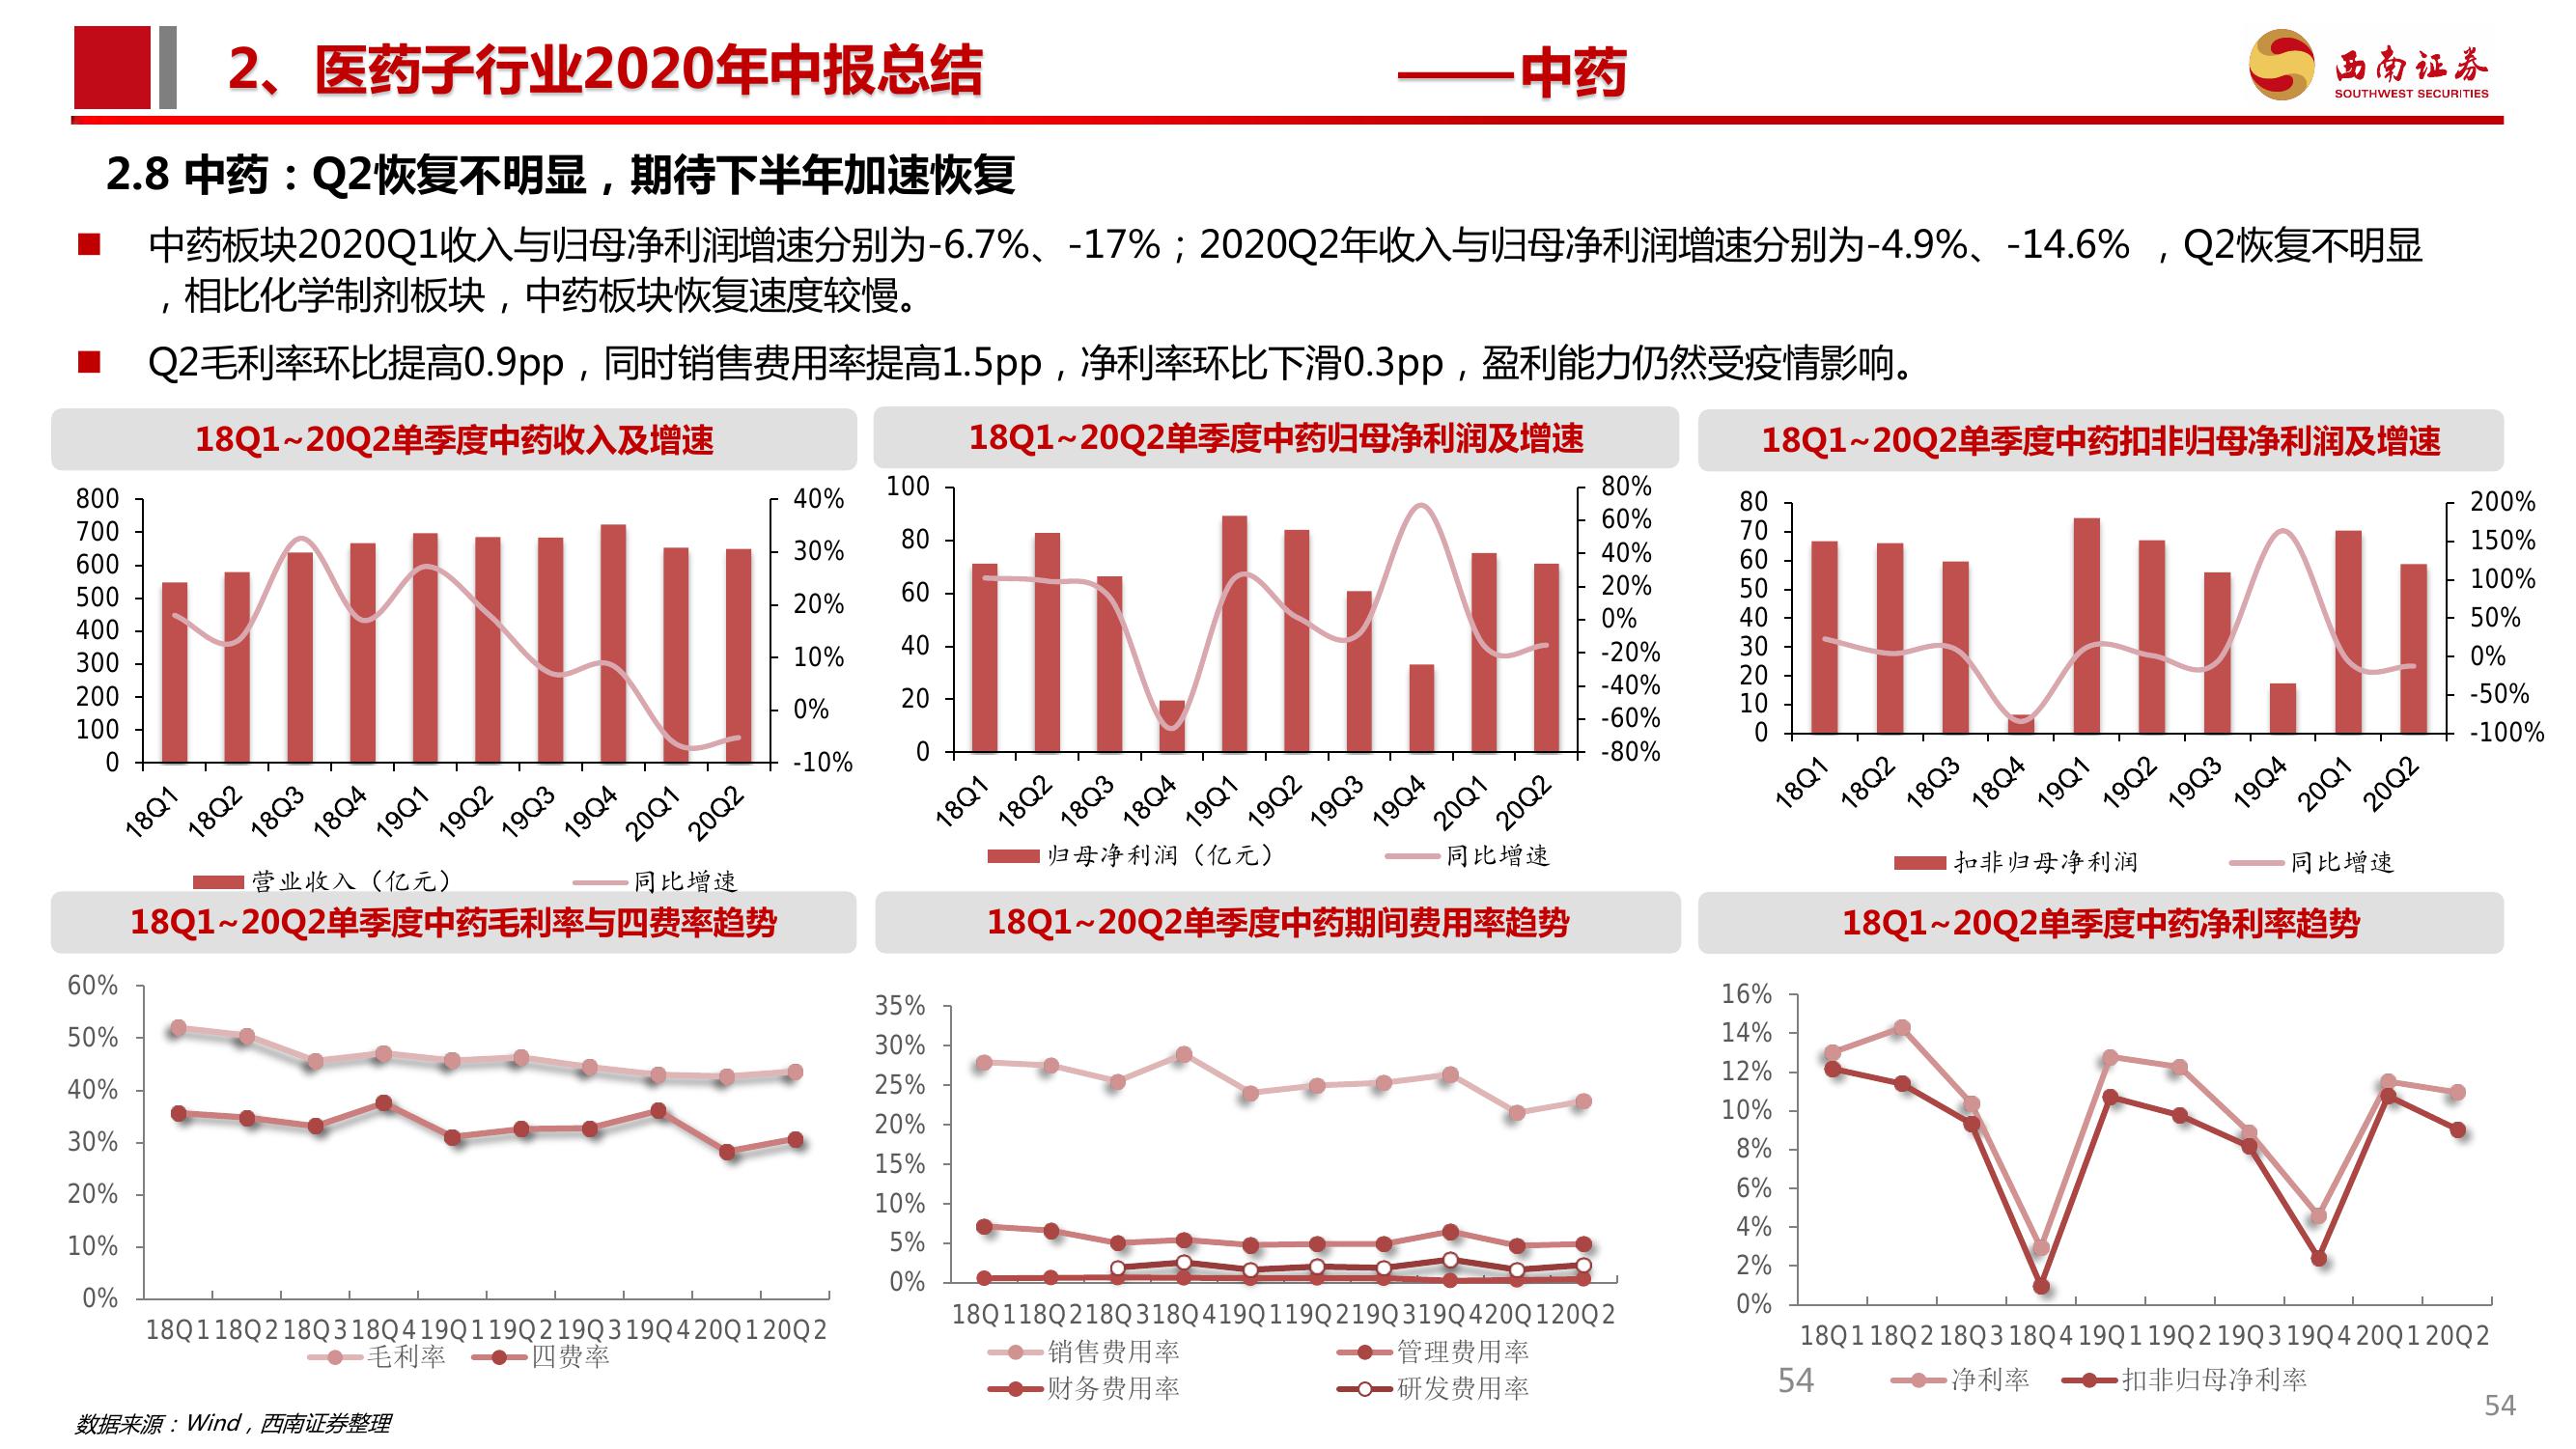 2、医药子行业2020年中报总结
——中药
西南证券
SOUTHWEST SECURITIES
2.8 中药：Q2恢复不明显，期待下半年加速恢复
中药板块2020Q1收入与归母净利润增速分别为-6.7%、-17%；2020Q2年收入与归母净利润增速分别为-4.9%、-14.6% ，Q2恢复不明显
，相比化学制剂板块，中药板块恢复速度较慢。
Q2毛利率环比提高0.9pp，同时销售费用率提高1.5pp，净利率环比下滑0.3pp，盈利能力仍然受疫情影响。
18Q1~20Q2单季度中药收入及增速
800
700
600
500
400
300
200
100
0
40%
30%
20%
10%
0%
-10%
18Q1 18Q2 18Q3 18Q4 19Q1 19Q2 19Q3 19Q4 20Q1 20Q2
营业收入（亿元） 同比增速
18Q1~20Q2单季度中药归母净利润及增速
100
80
60
40
20
0
80%
60%
40%
20%
0%
-20%
-40%
-60%
-80%
18Q1 18Q2 18Q3 18Q4 19Q1 19Q2 19Q3 19Q4 20Q1 20Q2
归母净利润（亿元） 同比增速
18Q1~20Q2单季度中药扣非归母净利润及增速
80
70
60
50
40
30
20
10
0
200%
150%
100%
50%
0%
-50%
-100%
18Q1 18Q2 18Q3 18Q4 19Q1 19Q2 19Q3 19Q4 20Q1 20Q2
扣非归母净利润 同比增速
18Q1~20Q2单季度中药毛利率与四费率趋势
60%
50%
40%
30%
20%
10%
0%
18Q1 18Q2 18Q3 18Q4 19Q1 19Q2 19Q3 19Q4 20Q1 20Q2
毛利率 四费率
18Q1~20Q2单季度中药期间费用率趋势
35%
30%
25%
20%
15%
10%
5%
0%
18Q1 18Q2 18Q3 18Q4 19Q1 19Q2 19Q3 19Q4 20Q1 20Q2
销售费用率 管理费用率
财务费用率 研发费用率
18Q1~20Q2单季度中药净利率趋势
16%
14%
12%
10%
8%
6%
4%
2%
0%
18Q1 18Q2 18Q3 18Q4 19Q1 19Q2 19Q3 19Q4 20Q1 20Q2
54
净利率 扣非归母净利率
数据来源：Wind，西南证券整理
54